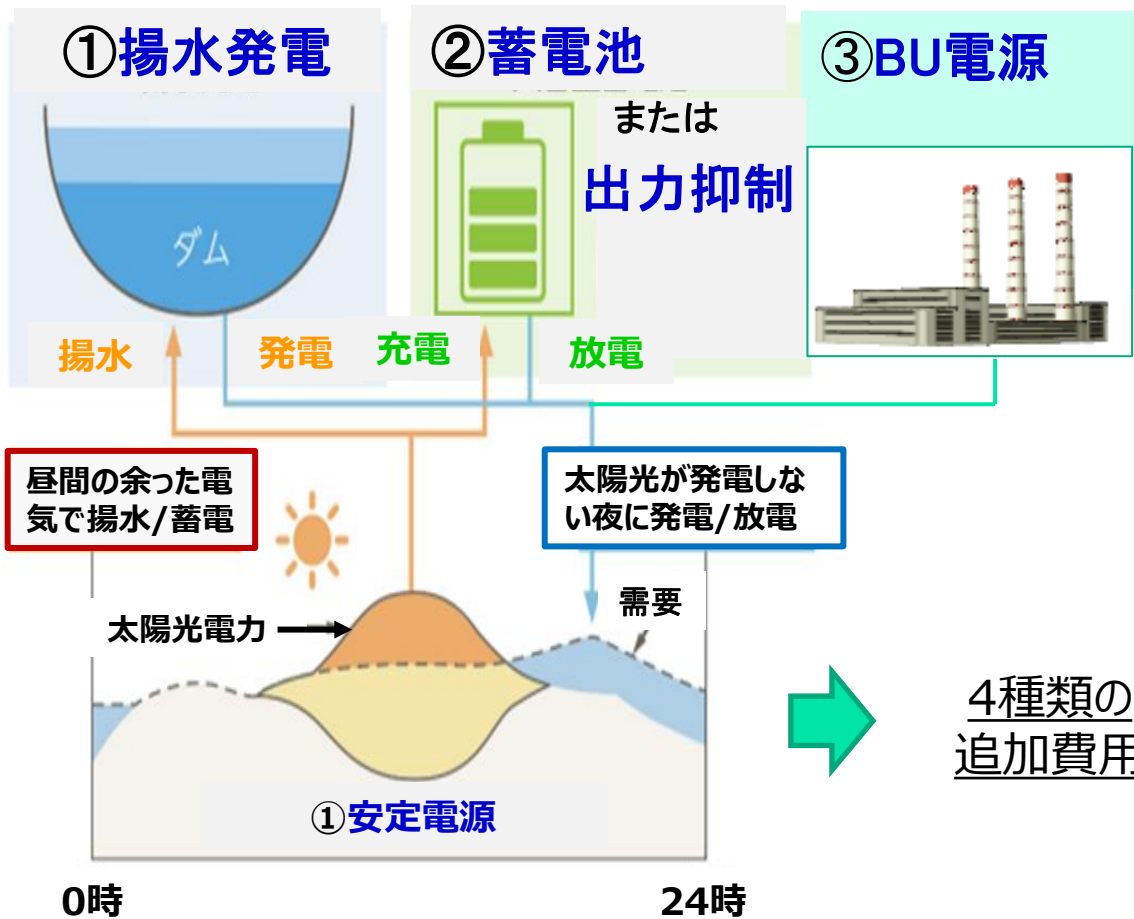 ①揚水発電
②蓄電池
または
出力抑制
③BU電源
ダム
揚水
発電
充電
放電
昼間の余った電
気で揚水/蓄電
太陽光が発電しな
い夜に発電/放電
太陽光電力
需要
①安定電源
0時
24時
4種類の
追加費用